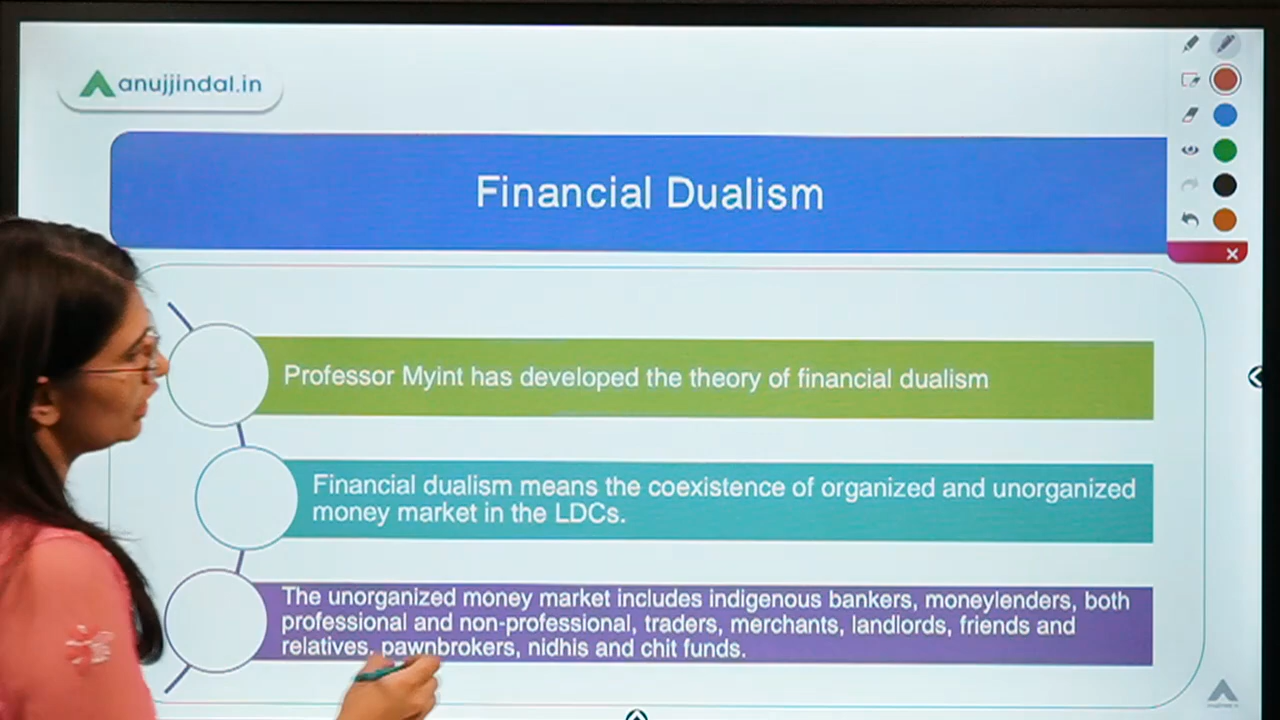 anujjindal.in
Financial Dualism
Professor Myint has developed the theory of financial dualism
Financial dualism means the coexistence of organized and unorganized
money market in the LDCs.
The unorganized money market includes indigenous bankers, moneylenders, both
professional and non-professional, traders, merchants, landlords, friends and
relatives, pawnbrokers, nidhis and chit funds.